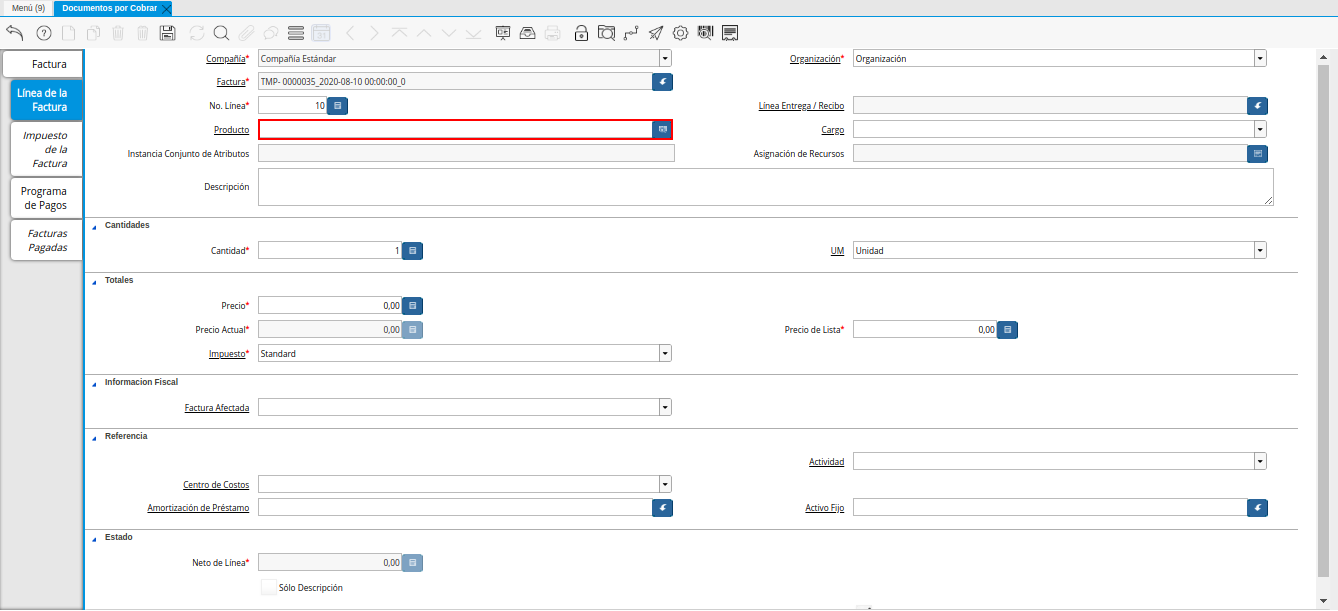 Menú (9) Documentos por Cobrar
Factura
Línea de la
Factura
Impuesto
de la
Factura
Programa
de Pagos
Facturas
Pagadas
Compañía* Compañía Estándar Organización* Organización
Factura* TMP- 0000035_2020-08-10 00:00:00_0
No. Línea* 10 Línea Entrega / Recibo
Producto Cargo
Instancia Conjunto de Atributos Asignación de Recursos
Descripción
Cantidades
Cantidad* 1 UM Unidad
Totales
Precio* 0,00
Precio Actual* 0,00 Precio de Lista* 0,00
Impuesto* Standard
Informacion Fiscal
Factura Afectada
Referencia
Actividad
Centro de Costos
Amortización de Préstamo Activo Fijo
Estado
Neto de Línea* 0,00
Sólo Descripción